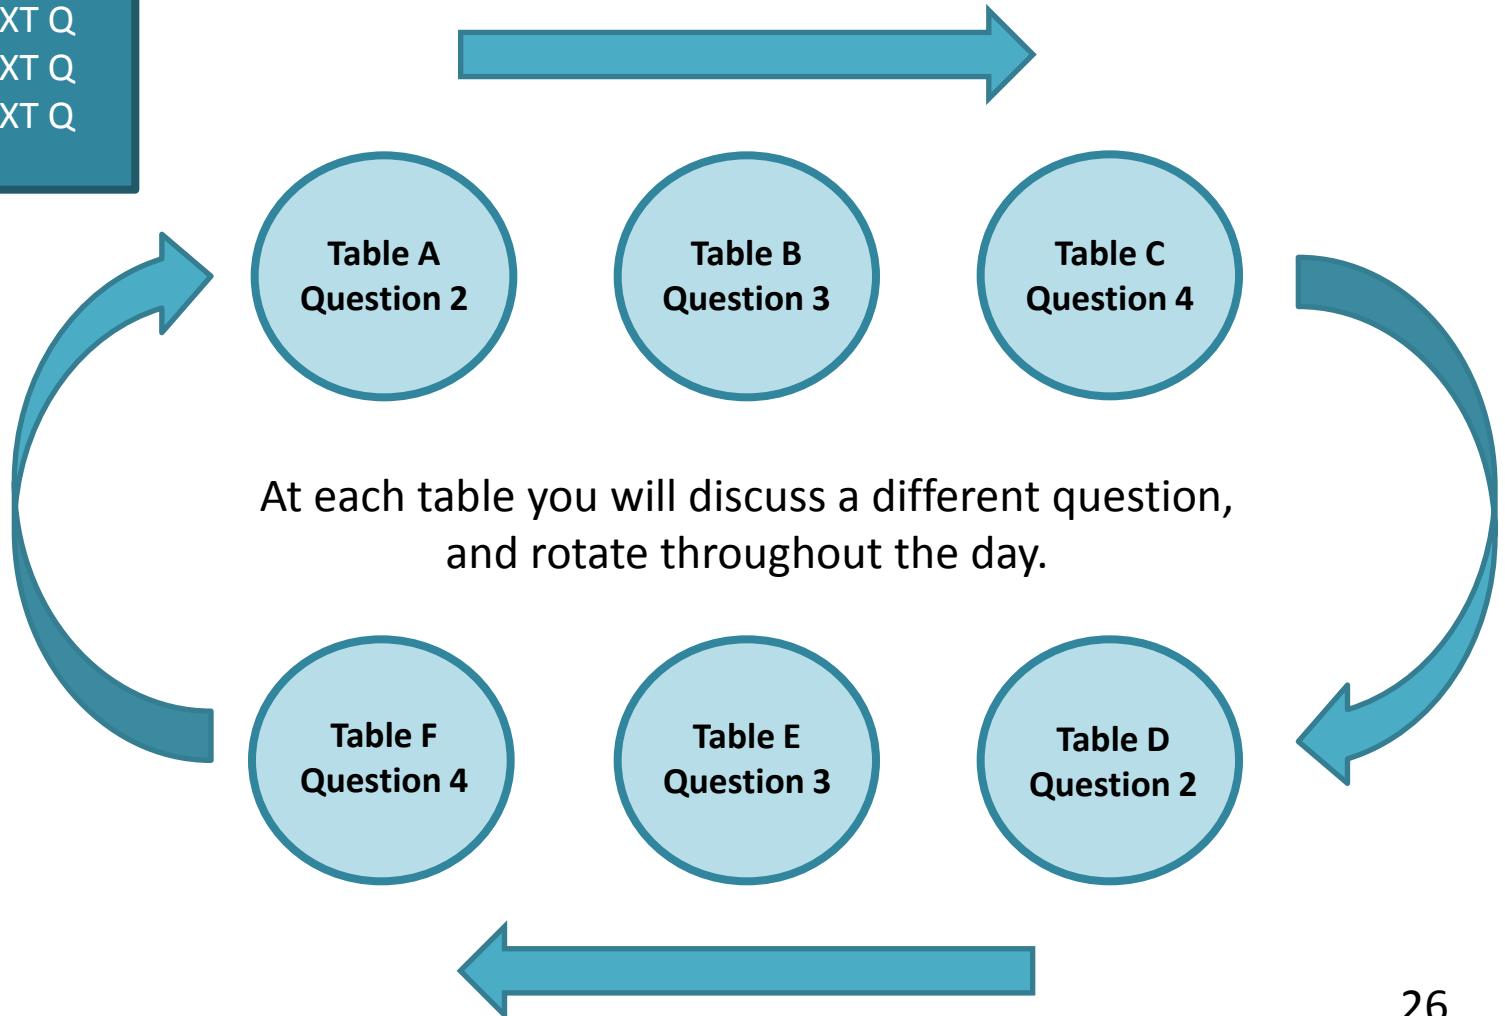 XT Q
XT Q
XT Q
Table A
Question 2
Table B
Question 3
Table C
Question 4
At each table you will discuss a different question,
and rotate throughout the day.
Table F
Question 4
Table E
Question 3
Table D
Question 2
26